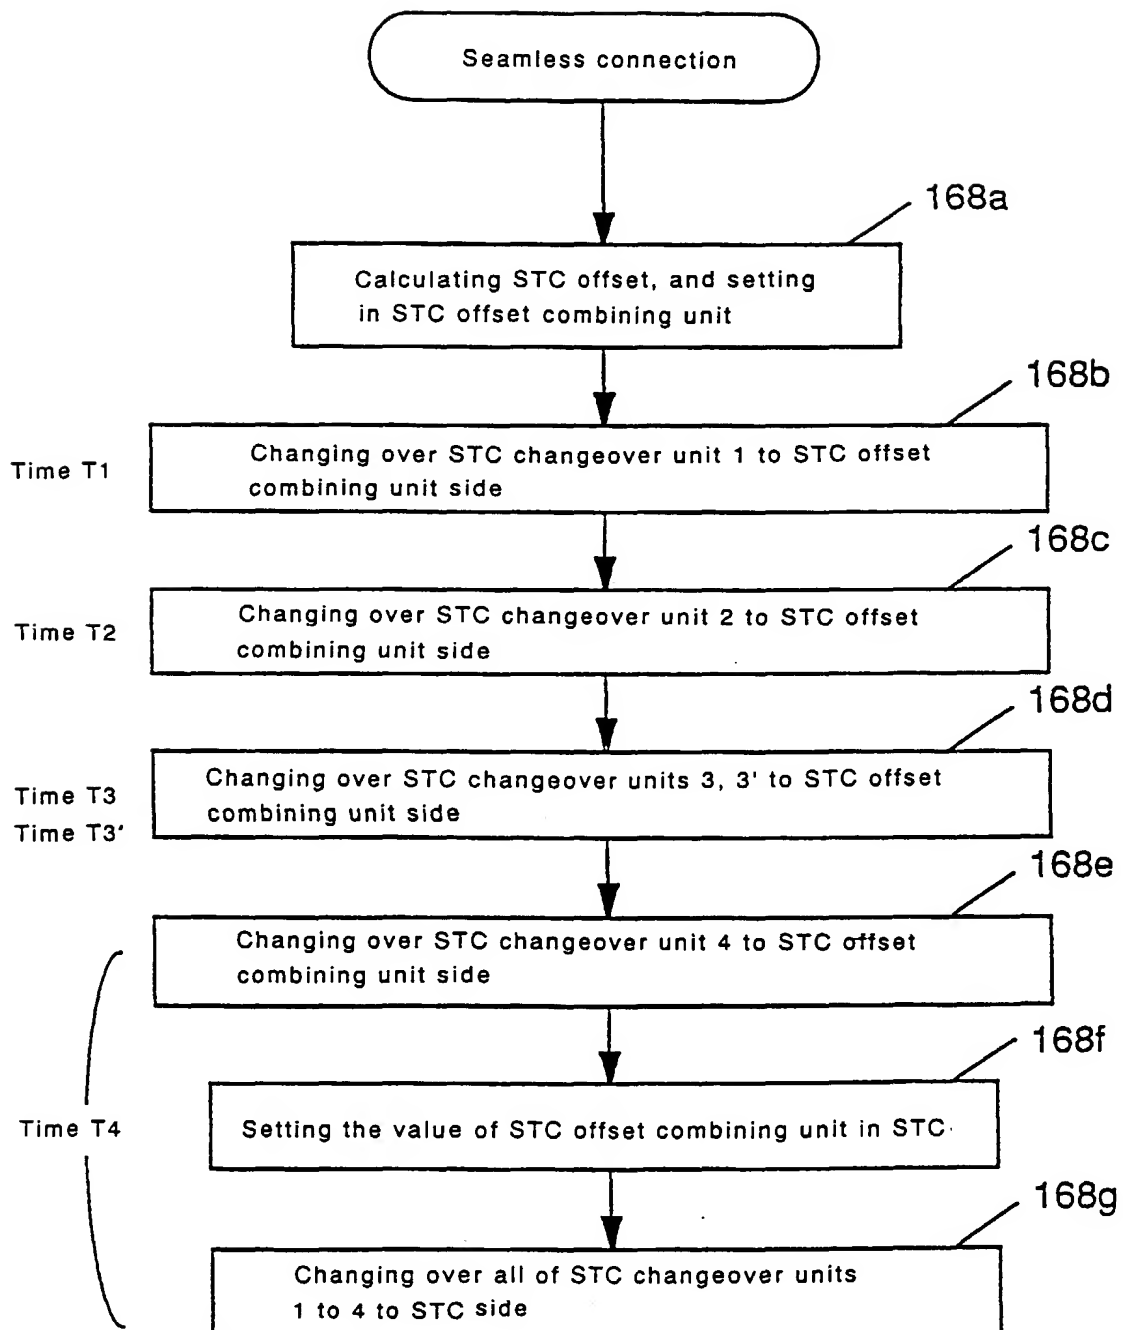 Seamless connection
168a
Calculating STC offset, and setting
in STC offset combining unit
168b
Time T1
Changing over STC changeover unit 1 to STC offset
combining unit side
168c
Time T2
Changing over STC changeover unit 2 to STC offset
combining unit side
168d
Time T3
Time T3'
Changing over STC changeover units 3, 3' to STC offset
combining unit side
168e
Changing over STC changeover unit 4 to STC offset
combining unit side
168f
Time T4
Setting the value of STC offset combining unit in STC
168g
Changing over all of STC changeover units
1 to 4 to STC side